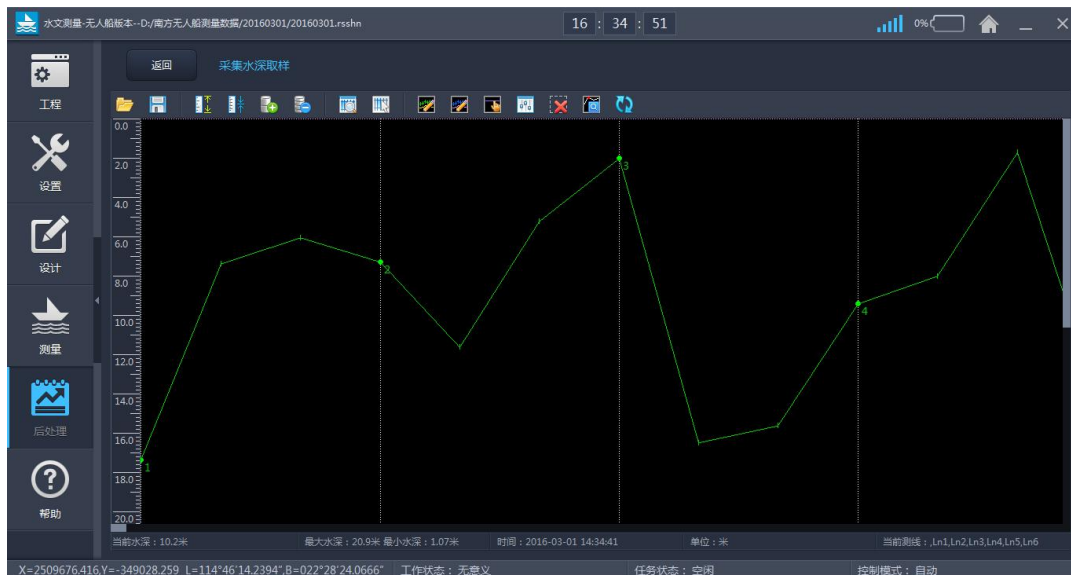 水文测量-无人船版本--D:/南方无人船测量数据/20160301/20160301.rsshn
16 : 34 : 51
0%
工程
设置
设计
测量
后处理
帮助
返回
采集水深取样
0.0
2.0
4.0
6.0
8.0
10.0
12.0
14.0
16.0
18.0
20.0
1
2
3
4
当前水深：10.2米
最大水深：20.9米 最小水深：1.07米
时间：2016-03-01 14:34:41
单位：米
当前测线：,Ln1,Ln2,Ln3,Ln4,Ln5,Ln6
X=2509676.416,Y=-349028.259 L=114°46'14.2394",B=022°28'24.0666"
工作状态：无意义
任务状态：空闲
控制模式：自动